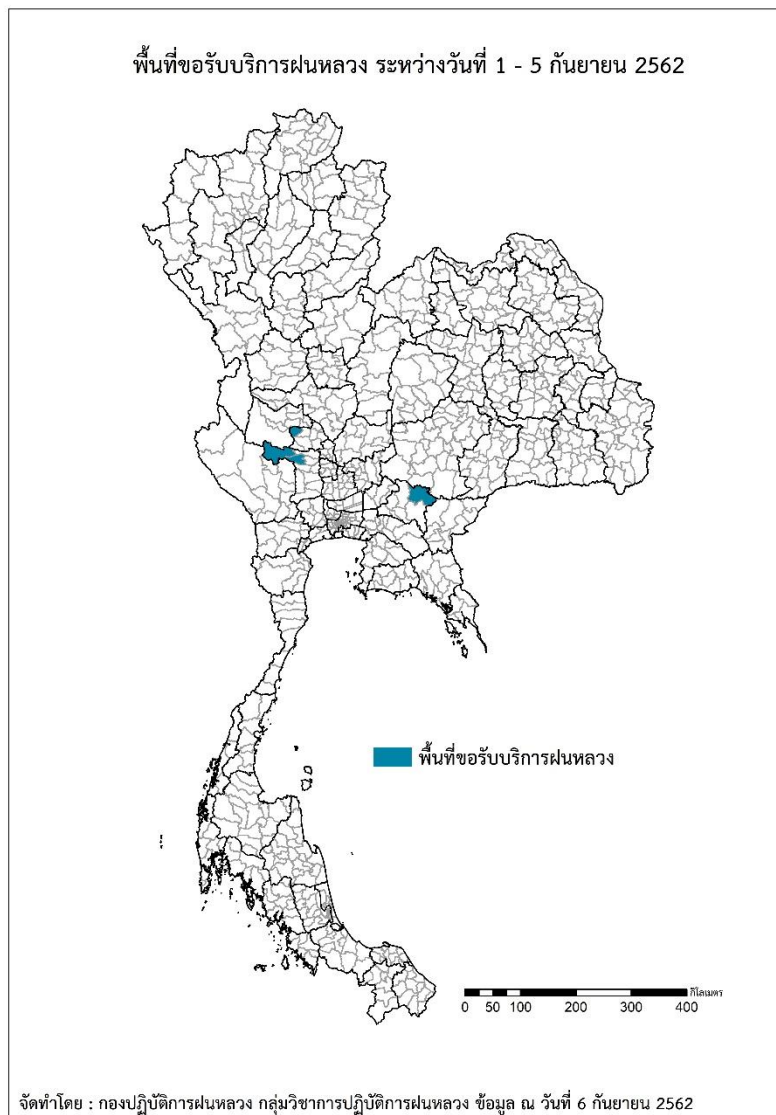 พื้นที่ขอรับบริการฝนหลวง ระหว่างวันที่ 1 - 5 กันยายน 2562
พื้นที่ขอรับบริการฝนหลวง
กิโลเมตร
0 50 100 200 300 400
จัดทำโดย : กองปฏิบัติการฝนหลวง กลุ่มวิชาการปฏิบัติการฝนหลวง ข้อมูล ณ วันที่ 6 กันยายน 2562